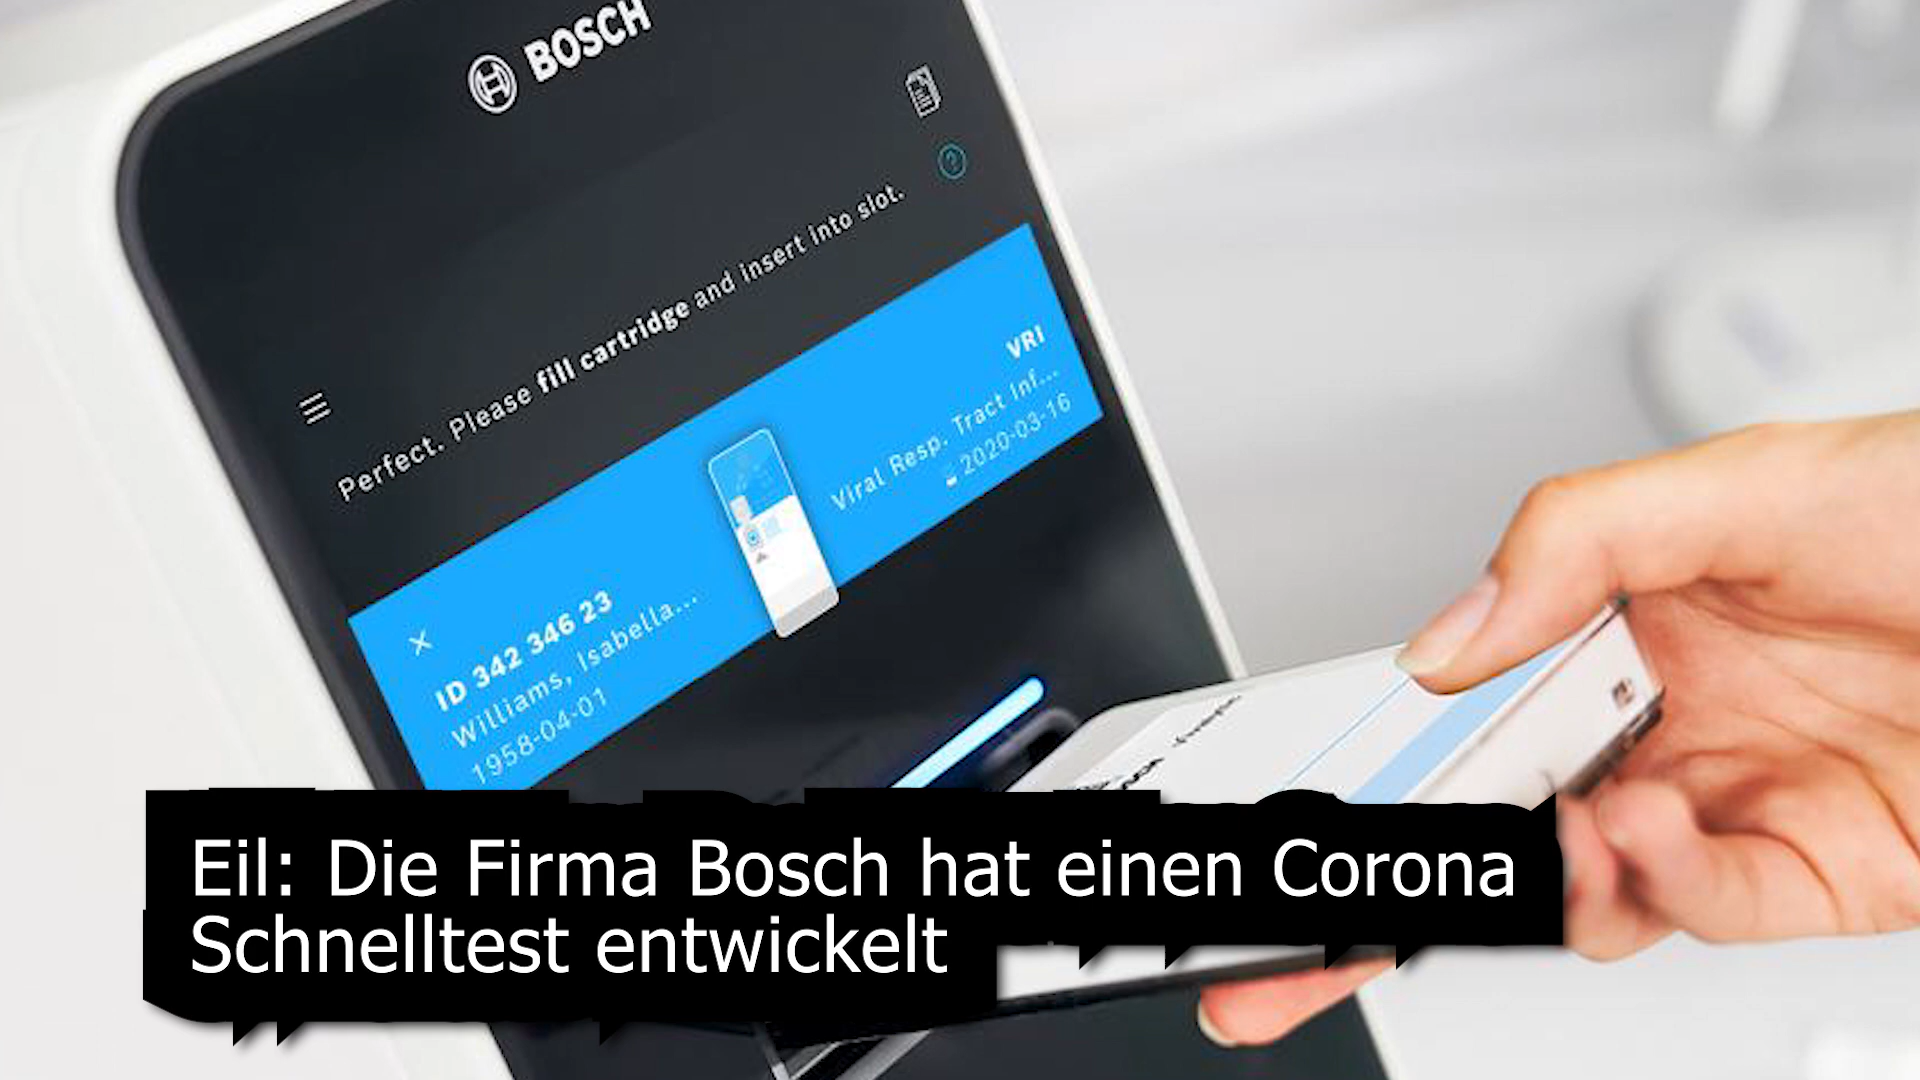 BOSCH
Perfect. Please fill cartridge and insert into slot.
VRI
Viral Resp. Tract Inf...
2020-03-16
ID 342 346 23
Williams, Isabella...
1958-04-01
Eil: Die Firma Bosch hat einen Corona
Schnelltest entwickelt